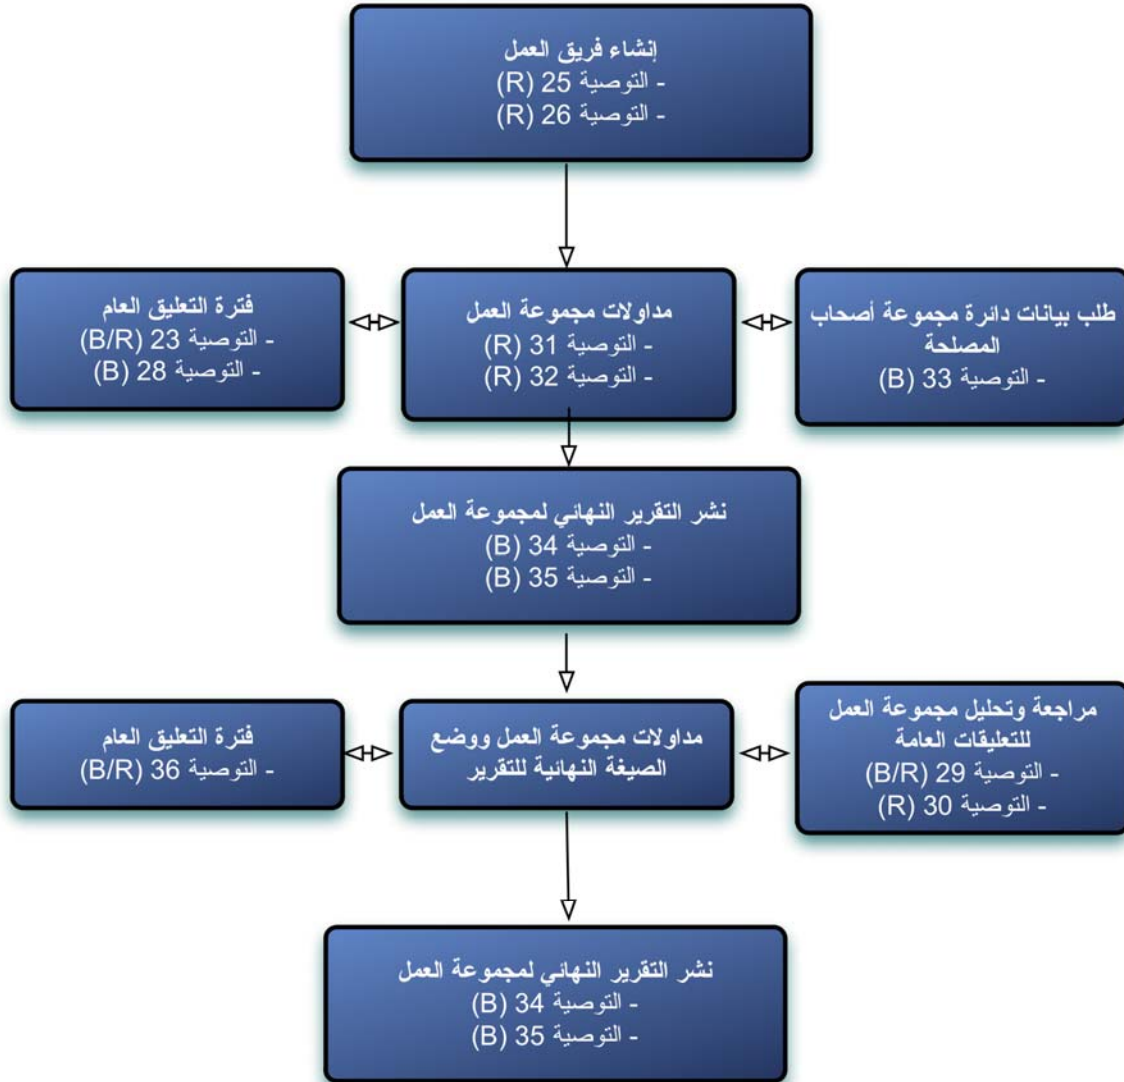 إنشاء فريق العمل
- التوصية 25 (R)
- التوصية 26 (R)
طلب بيانات دائرة مجموعة أصحاب
المصلحة
- التوصية 33 (B)
مداولات مجموعة العمل
- التوصية 31 (R)
- التوصية 32 (R)
فترة التعليق العام
- التوصية 23 (B/R)
- التوصية 28 (B)
نشر التقرير النهائي لمجموعة العمل
- التوصية 34 (B)
- التوصية 35 (B)
مراجعة وتحليل مجموعة العمل
للتعليقات العامة
- التوصية 29 (B/R)
- التوصية 30 (R)
مداولات مجموعة العمل ووضع
الصيغة النهائية للتقرير
فترة التعليق العام
- التوصية 36 (B/R)
نشر التقرير النهائي لمجموعة العمل
- التوصية 34 (B)
- التوصية 35 (B)